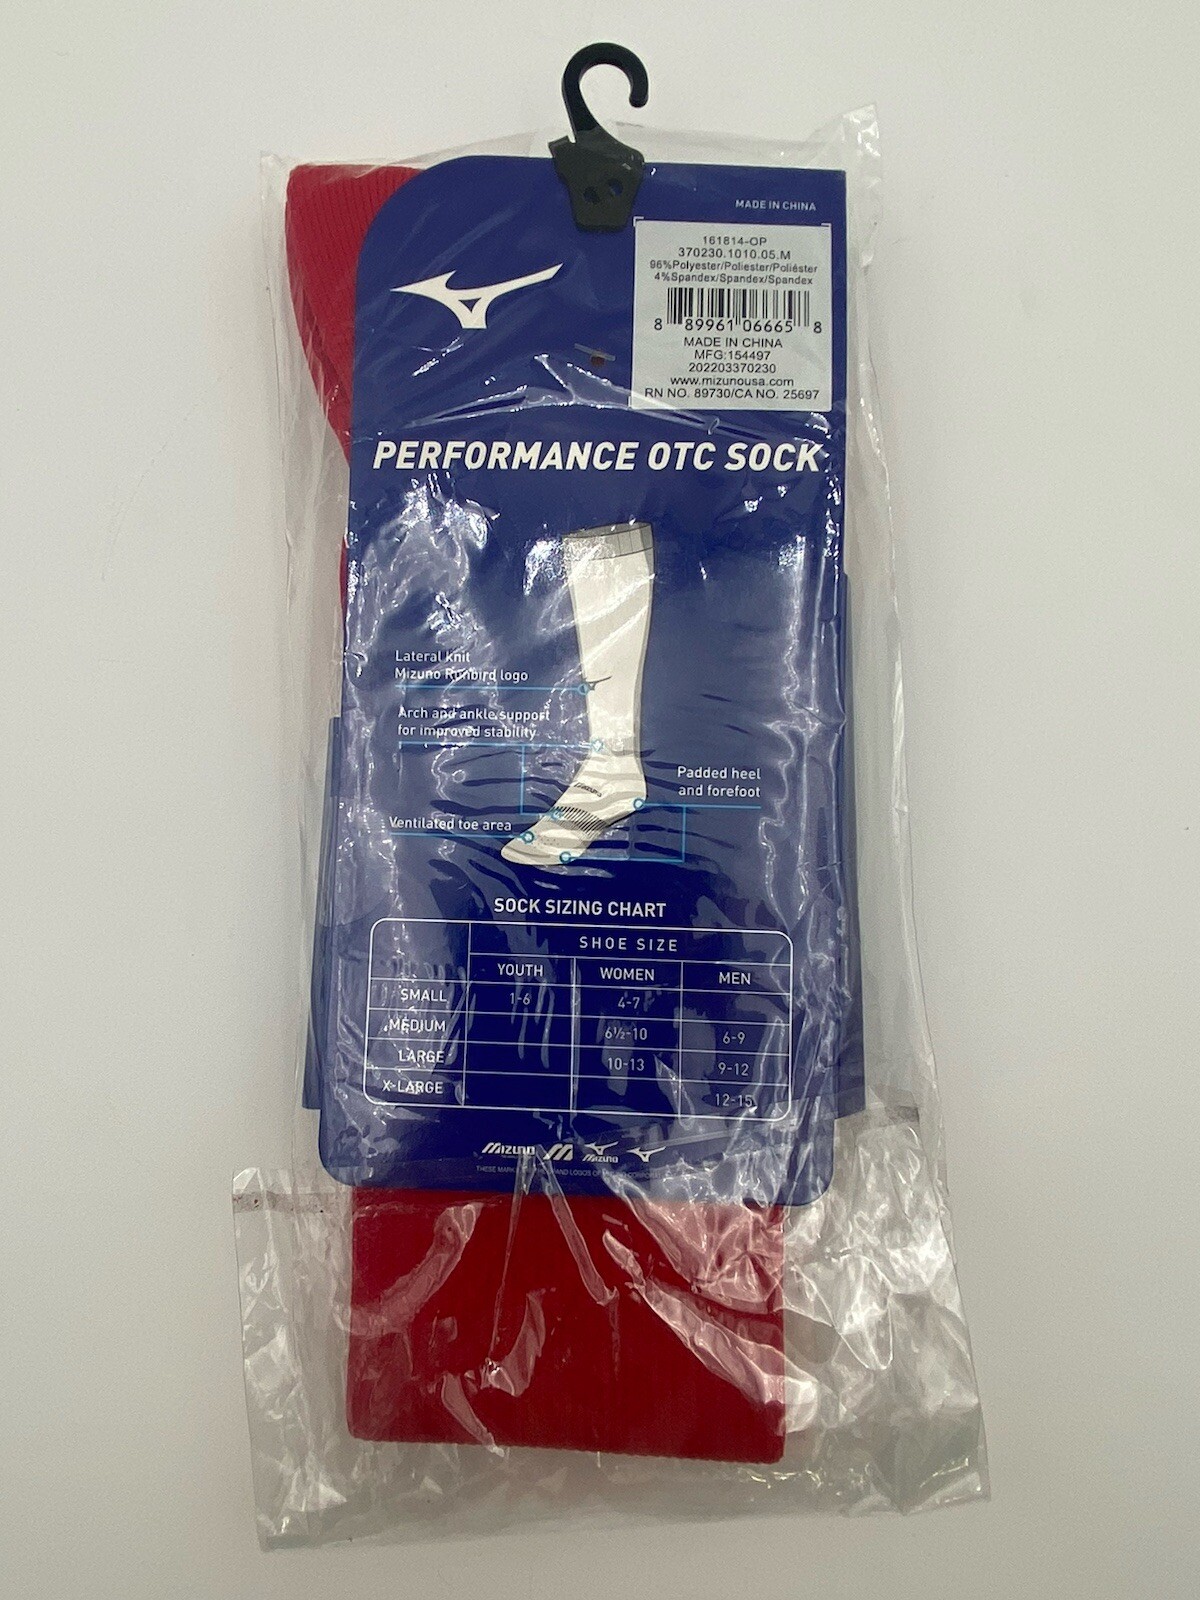 MADE IN CHINA
161814-OP
370230.1010.05.M
96%Polyester/Poliester/Poliéster
4%Spandex/Spandex/Spandex
8 89961 06665 8
MADE IN CHINA
MFG:154497
202203370230
www.mizunousa.com
RN NO. 89730/CA NO. 25697
PERFORMANCE OTC SOCK
Lateral knit
Mizuno Runbird logo
Arch and ankle support
for improved stability
Padded heel
and forefoot
Ventilated toe area
SOCK SIZING CHART
SHOE SIZE
YOUTH WOMEN MEN
SMALL 1-6 4-7
MEDIUM 6½-10 6-9
LARGE 10-13 9-12
X-LARGE 12-15
Mizuno Mizuno